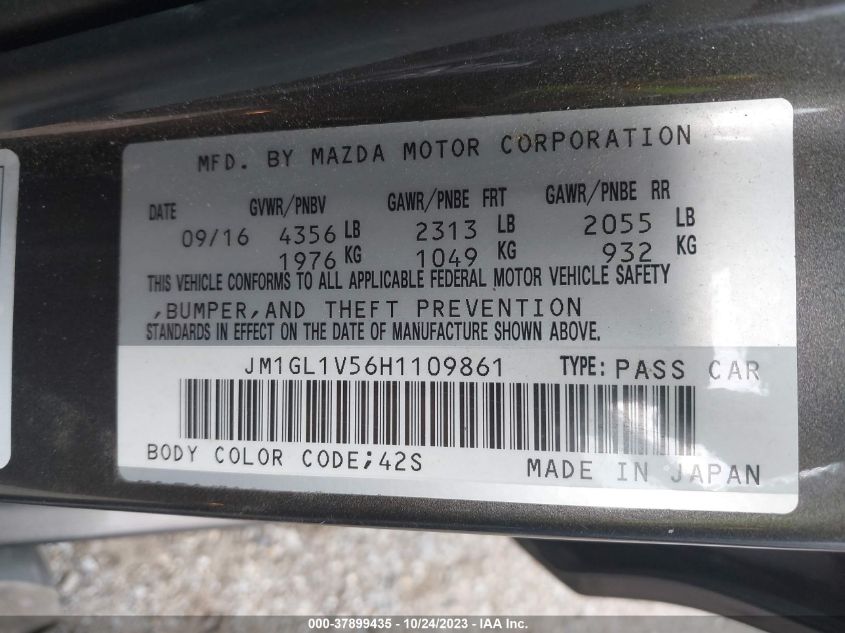 MFD. BY MAZDA MOTOR CORPORATION
DATE GVWR/PNBV GAWR/PNBE FRT GAWR/PNBE RR
09/16 4356 LB 2313 LB 2055 LB
1976 KG 1049 KG 932 KG
THIS VEHICLE CONFORMS TO ALL APPLICABLE FEDERAL MOTOR VEHICLE SAFETY
,BUMPER,AND THEFT PREVENTION
STANDARDS IN EFFECT ON THE DATE OF MANUFACTURE SHOWN ABOVE.
JM1GL1V56H1109861 TYPE: PASS CAR
BODY COLOR CODE;42S MADE IN JAPAN
000-37899435 - 10/24/2023 - © IAA Holdings, LLC.